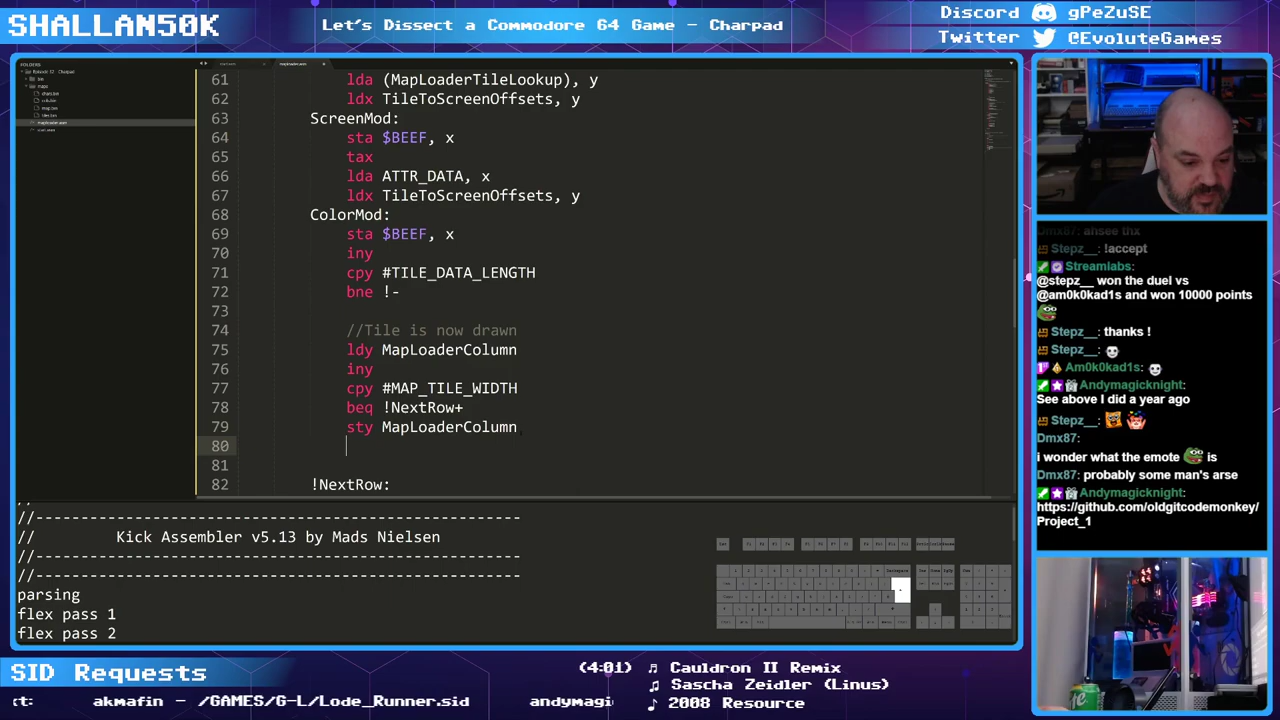 SHALLAN50K
Let's Dissect a Commodore 64 Game - Charpad
Discord gPeZuSE
Twitter @EvoluteGames
FOLDERS
61 lda (MapLoaderTileLookup), y
62 ldx TileToScreenOffsets, y
63 ScreenMod:
64 sta $BEEF, x
65 tax
66 lda ATTR_DATA, x
67 ldx TileToScreenOffsets, y
68 ColorMod:
69 sta $BEEF, x
70 iny
71 cpy #TILE_DATA_LENGTH
72 bne !-
73
74 //Tile is now drawn
75 ldy MapLoaderColumn
76 iny
77 cpy #MAP_TILE_WIDTH
78 beq !NextRow+
79 sty MapLoaderColumn
80
81
82 !NextRow:
//------------------------------------------------------
// Kick Assembler v5.13 by Mads Nielsen
//------------------------------------------------------
//------------------------------------------------------
parsing
flex pass 1
flex pass 2
Dmx87: ahsee thx
Stepz__: !accept
Streamlabs:
@stepz__ won the duel vs
@am0k0kad1s and won 10000 points
Stepz__: thanks !
Stepz__:
Am0k0kad1s:
Andymagicknight:
See above I did a year ago
Stepz__:
Dmx87:
i wonder what the emote is
Dmx87: probably some man's arse
Andymagicknight:
https://github.com/oldgitcodemonkey/
Project_1
SID Requests
(4:01) Cauldron II Remix
Sascha Zeidler (Linus)
2008 Resource
ct: akmafin - /GAMES/G-L/Lode_Runner.sid andymagi